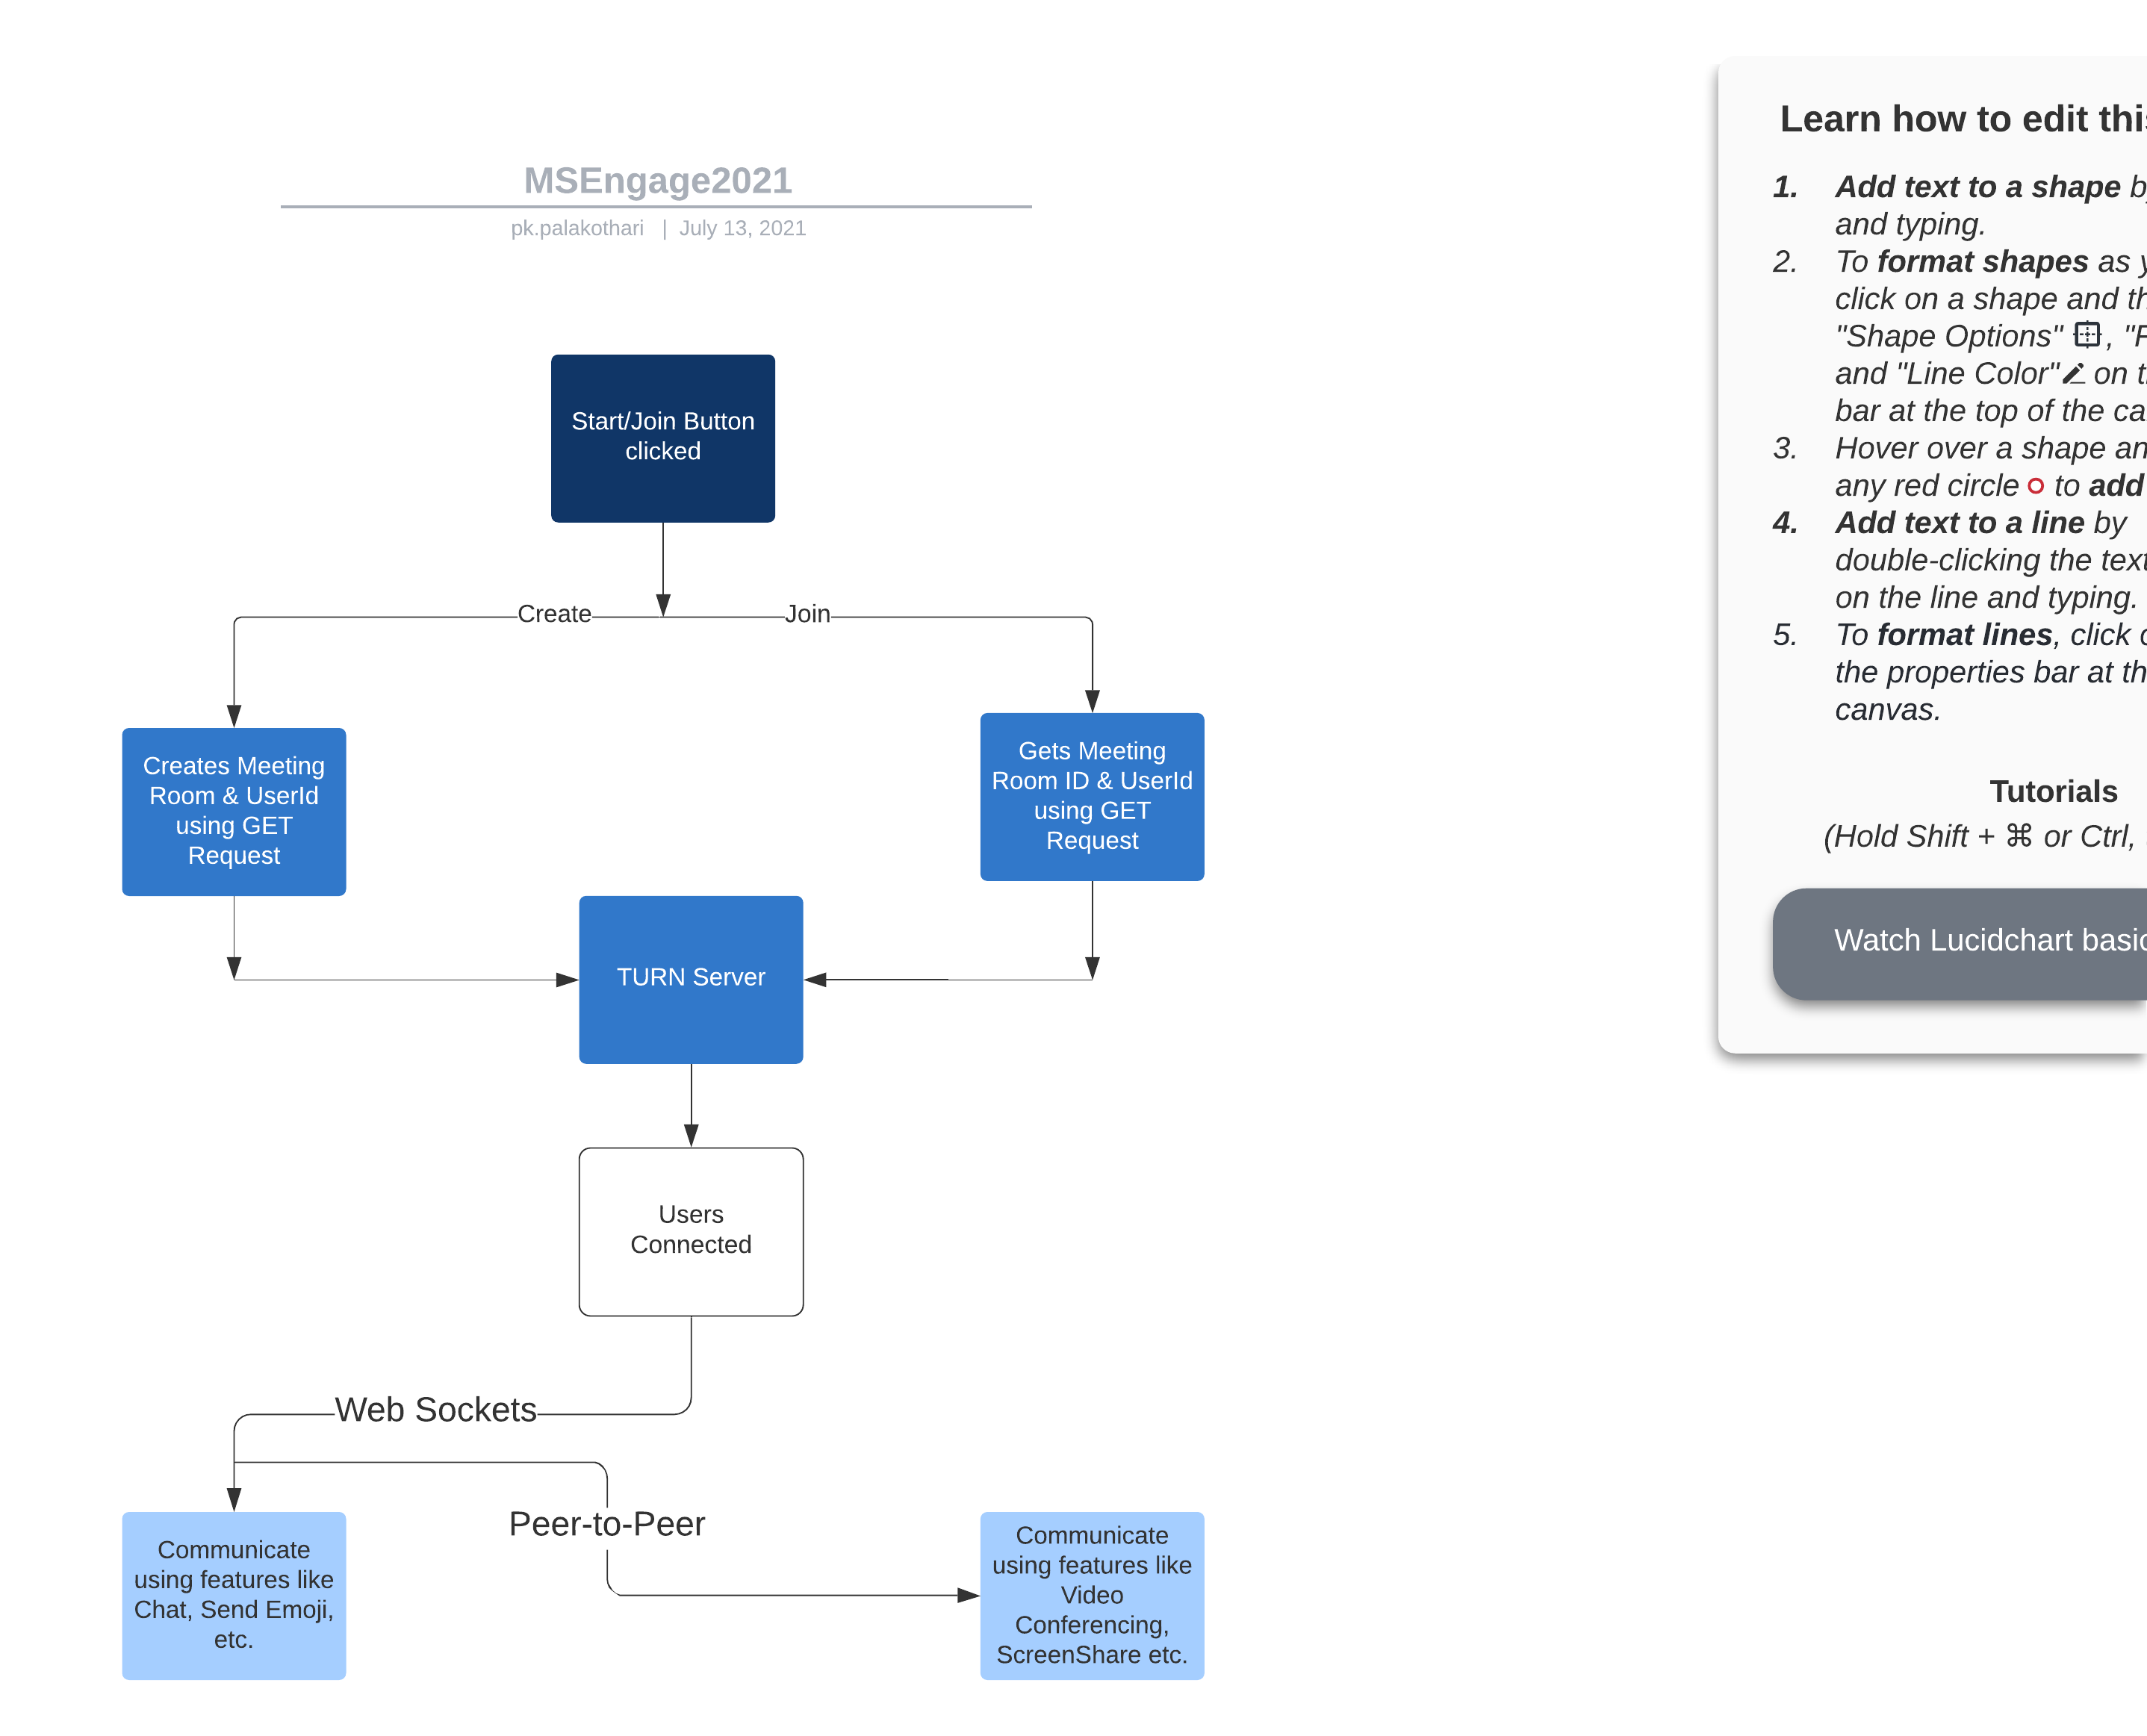 MSEngage2021
pk.palakothari | July 13, 2021
Start/Join Button
clicked
Create
Join
Creates Meeting
Room & UserId
using GET
Request
Gets Meeting
Room ID & UserId
using GET
Request
TURN Server
Users
Connected
Web Sockets
Peer-to-Peer
Communicate
using features like
Chat, Send Emoji,
etc.
Communicate
using features like
Video
Conferencing,
ScreenShare etc.
Learn how to edit
1. Add text to a shape
and typing.
2. To format shapes as
click on a shape and
"Shape Options" , "
and "Line Color" on
bar at the top of the
3. Hover over a shape
any red circle to add
4. Add text to a line by
double-clicking the text
on the line and typing.
5. To format lines, click
the properties bar at
canvas.
Tutorials
(Hold Shift + ⌘ or Ctrl,
Watch Lucidchart